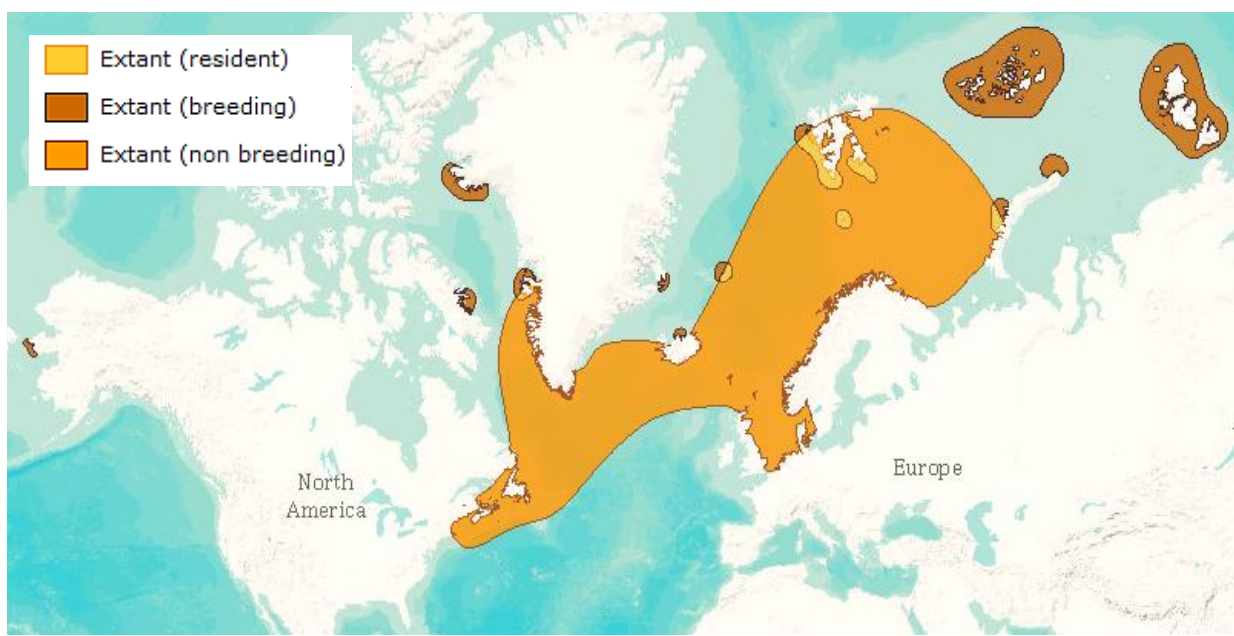 Extant (resident)
Extant (breeding)
Extant (non breeding)
North
America
Europe